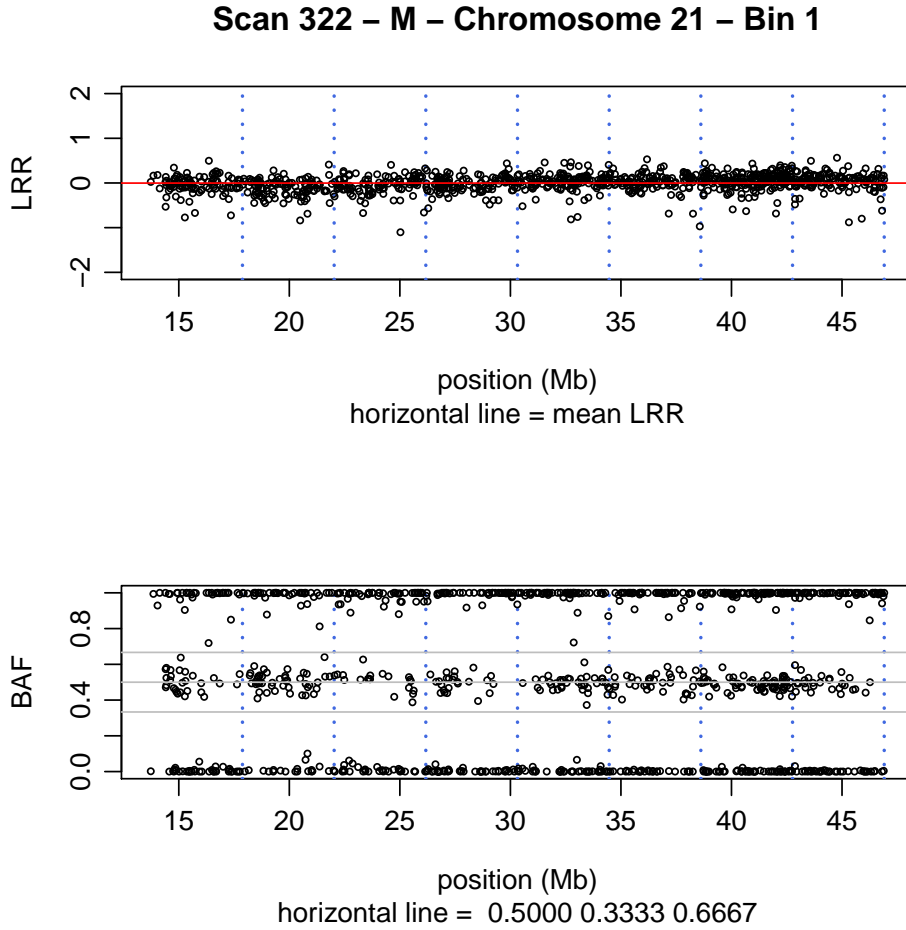 Scan 322 – M – Chromosome 21 – Bin 1
LRR
2
1
0
−2
15 20 25 30 35 40 45
position (Mb)
horizontal line = mean LRR
BAF
0.8
0.4
0.0
15 20 25 30 35 40 45
position (Mb)
horizontal line = 0.5000 0.3333 0.6667